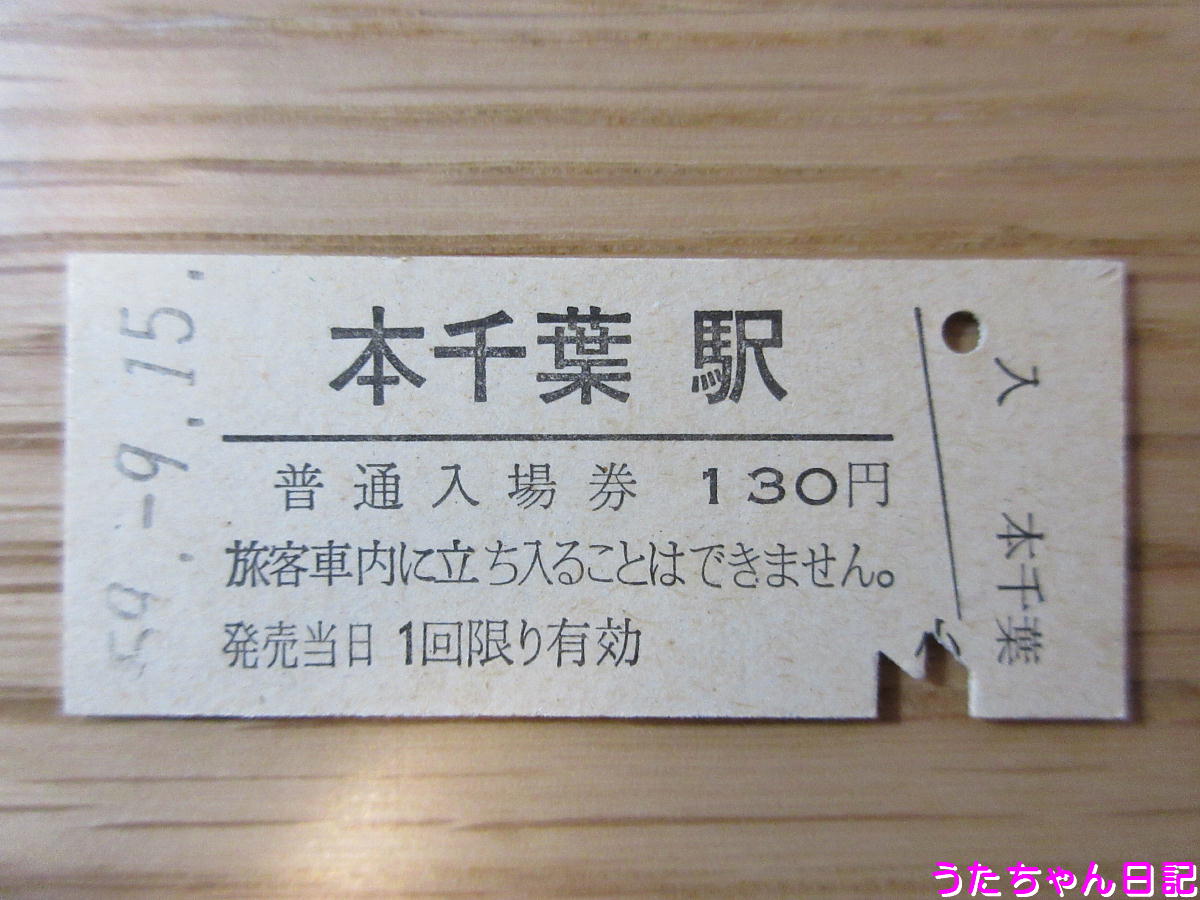 本千葉 駅
普通入場券 130円
旅客車内に立ち入ることはできません。
発売当日 1回限り有効
59.-9.15.
入 本千葉
うたちゃん日記